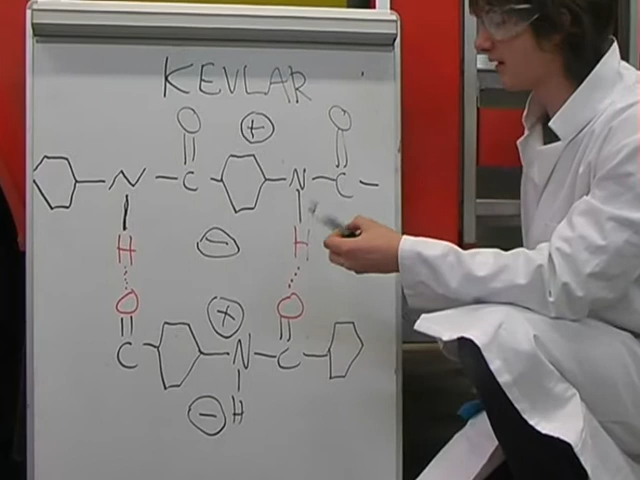 KEVLAR
O + O
N C N C
H - H
O + O
C N C
- H